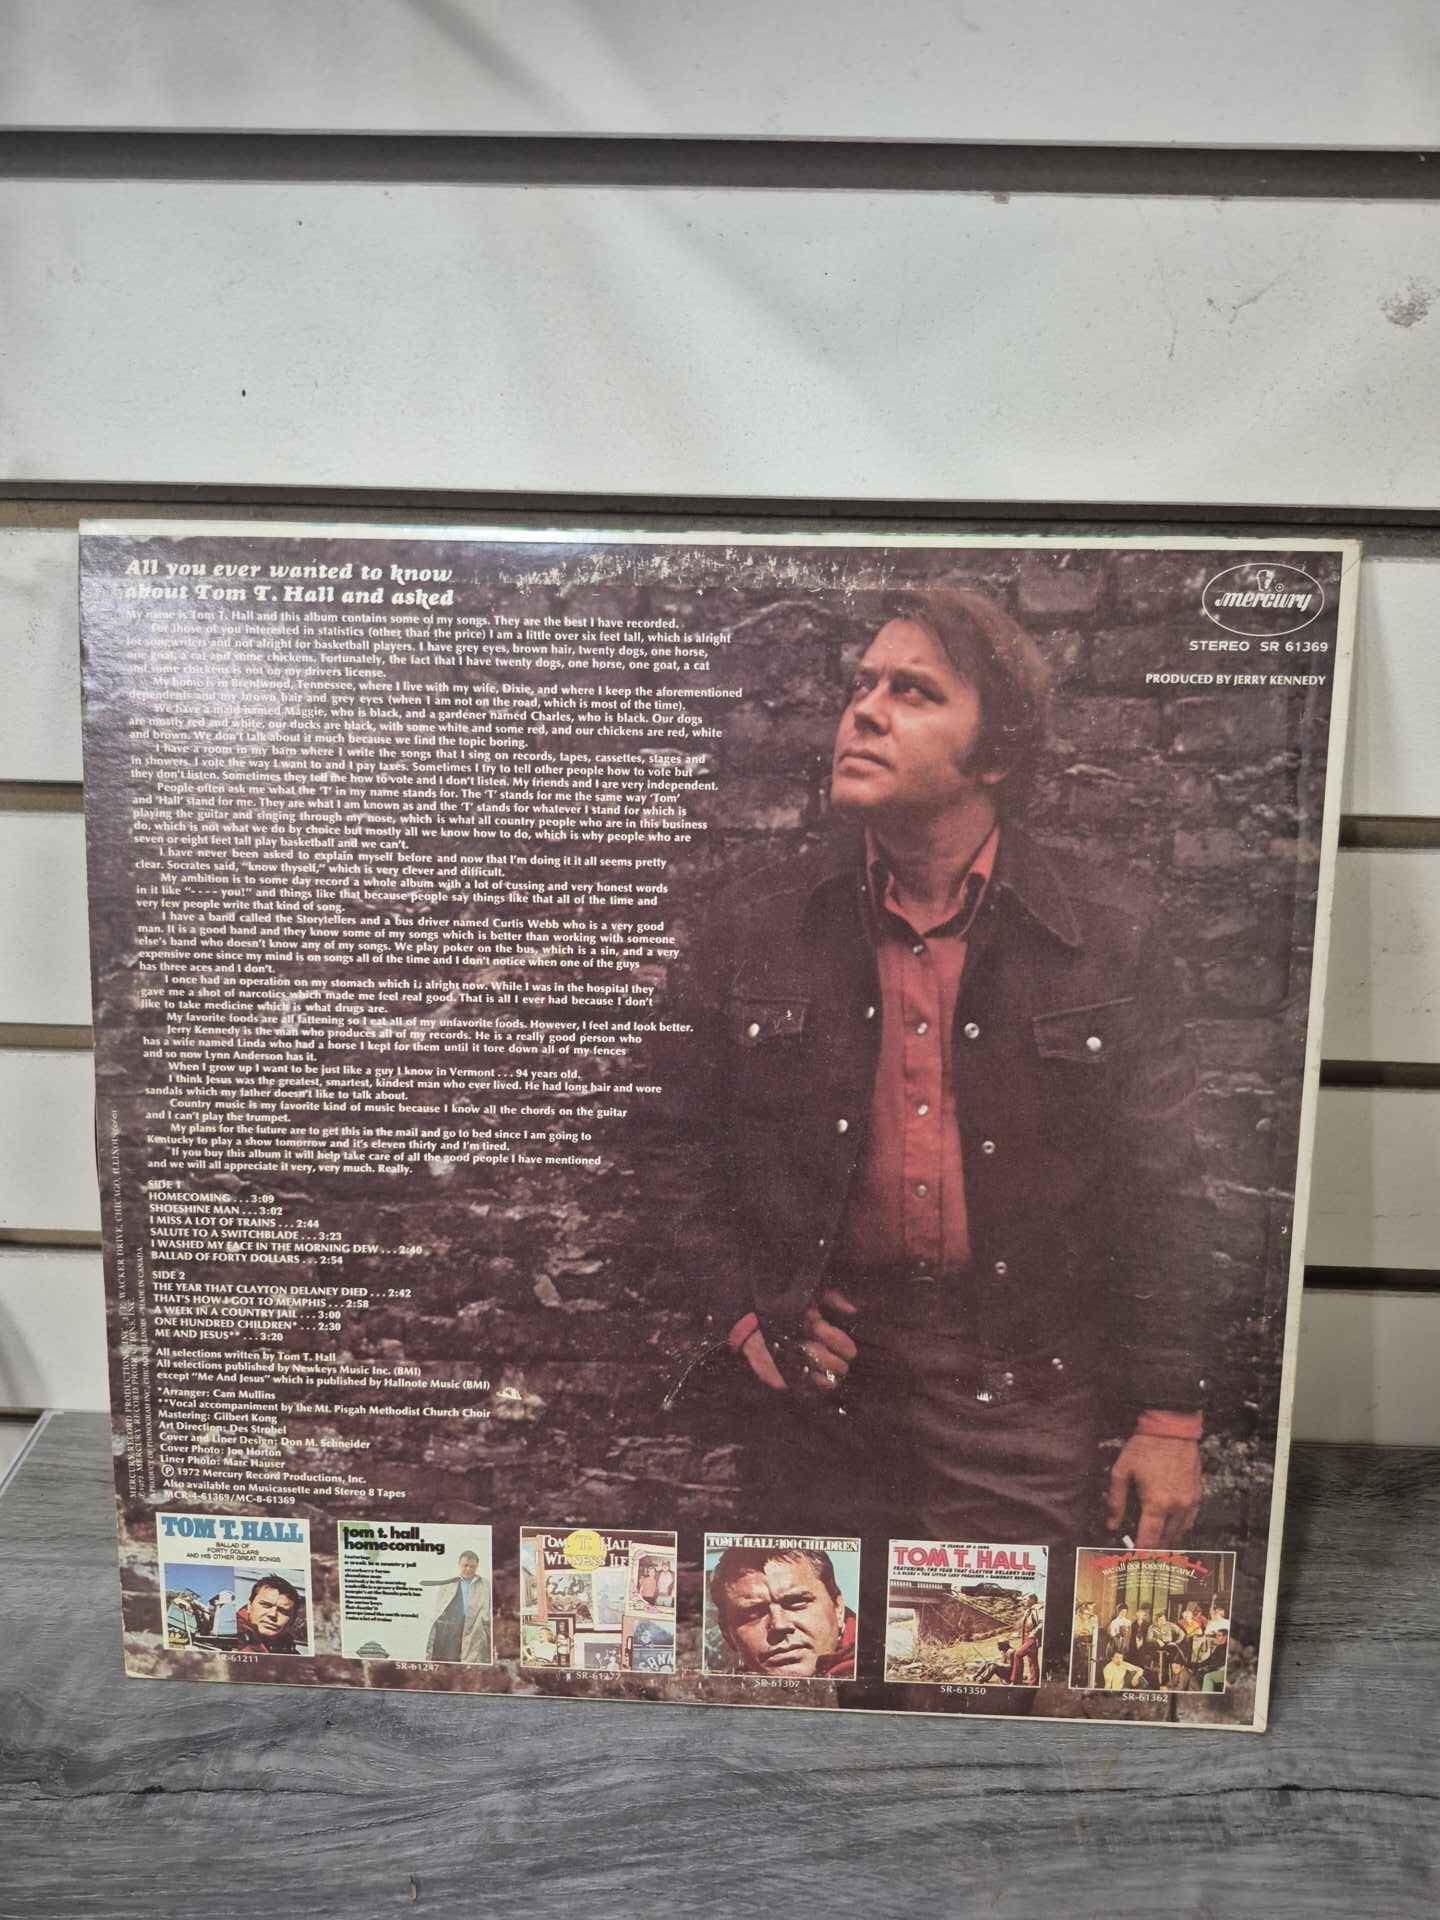 All you ever wanted to know
about Tom T. Hall and asked
My name is Tom T. Hall and this album contains some of my songs. They are the best I have recorded.
For those of you interested in statistics (other than the price) I am a little over six feet tall, which is alright
for songwriters and not alright for basketball players. I have grey eyes, brown hair, twenty dogs, one horse,
one goat, a cat and some chickens. Fortunately, the fact that I have twenty dogs, one horse, one goat, a cat
and some chickens is not on my drivers license.
My home is in Brentwood, Tennessee, where I live with my wife, Dixie, and where I keep the aforementioned
dependents and my brown hair and grey eyes (when I am not on the road, which is most of the time).
We have a maid named Maggie, who is black, and a gardener named Charles, who is black. Our dogs
are mostly red and white, our ducks are black, with some white and some red, and our chickens are red, white
and brown. We don't talk about it much because we find the topic boring.
I have a room in my barn where I write the songs that I sing on records, tapes, cassettes, stages and
in showers. I vote the way I want to and I pay taxes. Sometimes I try to tell other people how to vote but
they don't listen. Sometimes they tell me how to vote and I don't listen. My friends and I are very independent.
People often ask me what the 'T' in my name stands for. The 'T' stands for me the same way 'Tom'
and 'Hall' stand for me. They are what I am known as and the 'T' stands for whatever I stand for which is
playing the guitar and singing through my nose, which is what all country people who are in this business
do, which is not what we do by choice but mostly all we know how to do, which is why people who are
seven or eight feet tall play basketball and we can't.
I have never been asked to explain myself before and now that I'm doing it it all seems pretty
clear. Socrates said, "know thyself," which is very clever and difficult.
My ambition is to some day record a whole album with a lot of cussing and very honest words
in it like "- - - - you!" and things like that because people say things like that all of the time and
very few people write that kind of song.
I have a band called the Storytellers and a bus driver named Curtis Webb who is a very good
man. It is a good band and they know some of my songs which is better than working with someone
else's band who doesn't know any of my songs. We play poker on the bus, which is a sin, and a very
expensive one since my mind is on songs all of the time and I don't notice when one of the guys
has three aces and I don't.
I once had an operation on my stomach which is alright now. While I was in the hospital they
gave me a shot of narcotics which made me feel real good. That is all I ever had because I don't
like to take medicine which is what drugs are.
My favorite foods are all fattening so I eat all of my unfavorite foods. However, I feel and look better.
Jerry Kennedy is the man who produces all of my records. He is a really good person who
has a wife named Linda who had a horse I kept for them until it tore down all of my fences
and so now Lynn Anderson has it.
When I grow up I want to be just like a guy I know in Vermont . . . 94 years old.
I think Jesus was the greatest, smartest, kindest man who ever lived. He had long hair and wore
sandals which my father doesn't like to talk about.
Country music is my favorite kind of music because I know all the chords on the guitar
and I can't play the trumpet.
My plans for the future are to get this in the mail and go to bed since I am going to
Kentucky to play a show tomorrow and it's eleven thirty and I'm tired.
If you buy this album it will help take care of all the good people I have mentioned
and we will all appreciate it very, very much. Really.
SIDE 1
HOMECOMING . . . 3:09
SHOESHINE MAN . . . 3:02
I MISS A LOT OF TRAINS . . . 2:44
SALUTE TO A SWITCHBLADE . . . 3:23
I WASHED MY FACE IN THE MORNING DEW . . . 2:40
BALLAD OF FORTY DOLLARS . . . 2:54
SIDE 2
THE YEAR THAT CLAYTON DELANEY DIED . . . 2:42
THAT'S HOW I GOT TO MEMPHIS . . . 2:58
A WEEK IN A COUNTRY JAIL . . . 3:00
ONE HUNDRED CHILDREN* . . . 2:30
ME AND JESUS** . . . 3:20
All selections written by Tom T. Hall
All selections published by Newkeys Music Inc. (BMI)
except "Me And Jesus" which is published by Hallnote Music (BMI)
*Arranger: Cam Mullins
**Vocal accompaniment by the Mt. Pisgah Methodist Church Choir
Mastering: Gilbert Kong
Art Direction: Des Strobel
Cover and Liner Design: Don M. Schneider
Cover Photo: Joe Horton
Liner Photo: Marc Hauser
Ⓟ 1972 Mercury Record Productions, Inc.
Also available on Musicassette and Stereo 8 Tapes
MCR-4-61369/MC-8-61369
mercury
STEREO SR 61369
PRODUCED BY JERRY KENNEDY
TOM T. HALL
BALLAD OF
FORTY DOLLARS
AND HIS OTHER GREAT SONGS
SR-61211
tom t. hall
homecoming
SR-61247
TOM T. HALL
WITNESS LIFE
SR-61277
TOM T. HALL: 100 CHILDREN
SR-61307
IN SEARCH OF A SONG
TOM T. HALL
FEATURING: THE YEAR THAT CLAYTON DELANEY DIED
SR-61350
we all got together and...
SR-61362